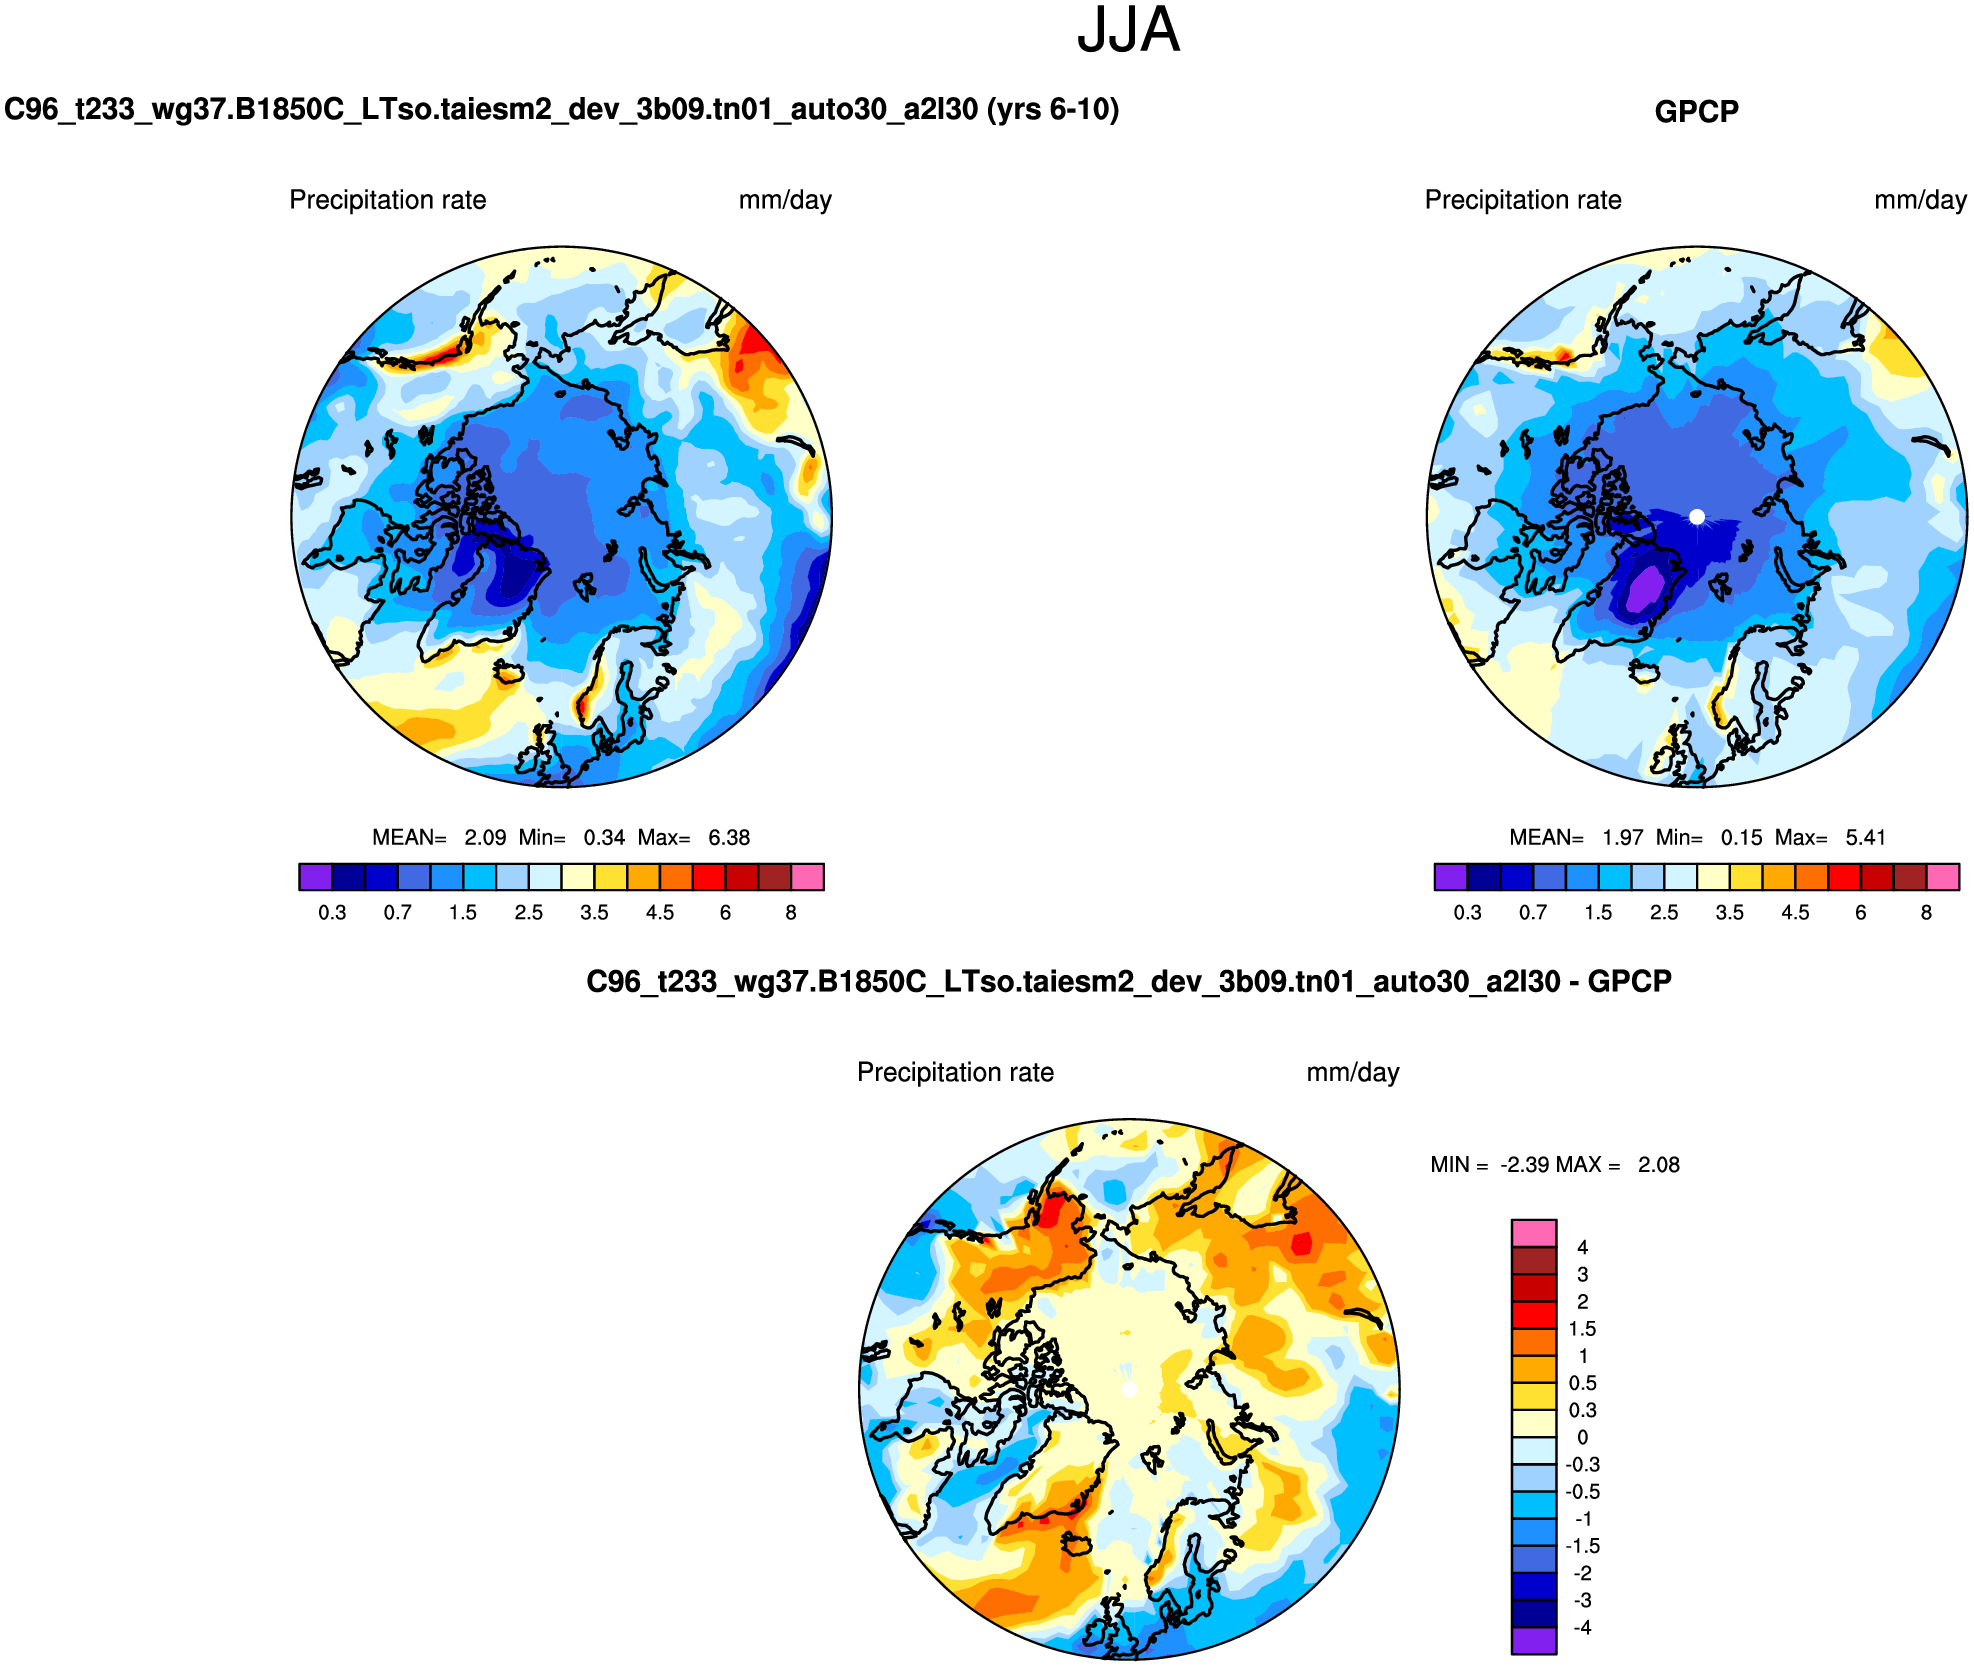 JJA
C96_t233_wg37.B1850C_LTso.taiesm2_dev_3b09.tn01_auto30_a2l30 (yrs 6-10)
GPCP
Precipitation rate mm/day
Precipitation rate mm/day
MEAN= 2.09 Min= 0.34 Max= 6.38
0.3 0.7 1.5 2.5 3.5 4.5 6 8
MEAN= 1.97 Min= 0.15 Max= 5.41
0.3 0.7 1.5 2.5 3.5 4.5 6 8
C96_t233_wg37.B1850C_LTso.taiesm2_dev_3b09.tn01_auto30_a2l30 - GPCP
Precipitation rate mm/day
MIN = -2.39 MAX = 2.08
4
3
2
1.5
1
0.5
0.3
0
-0.3
-0.5
-1
-1.5
-2
-3
-4